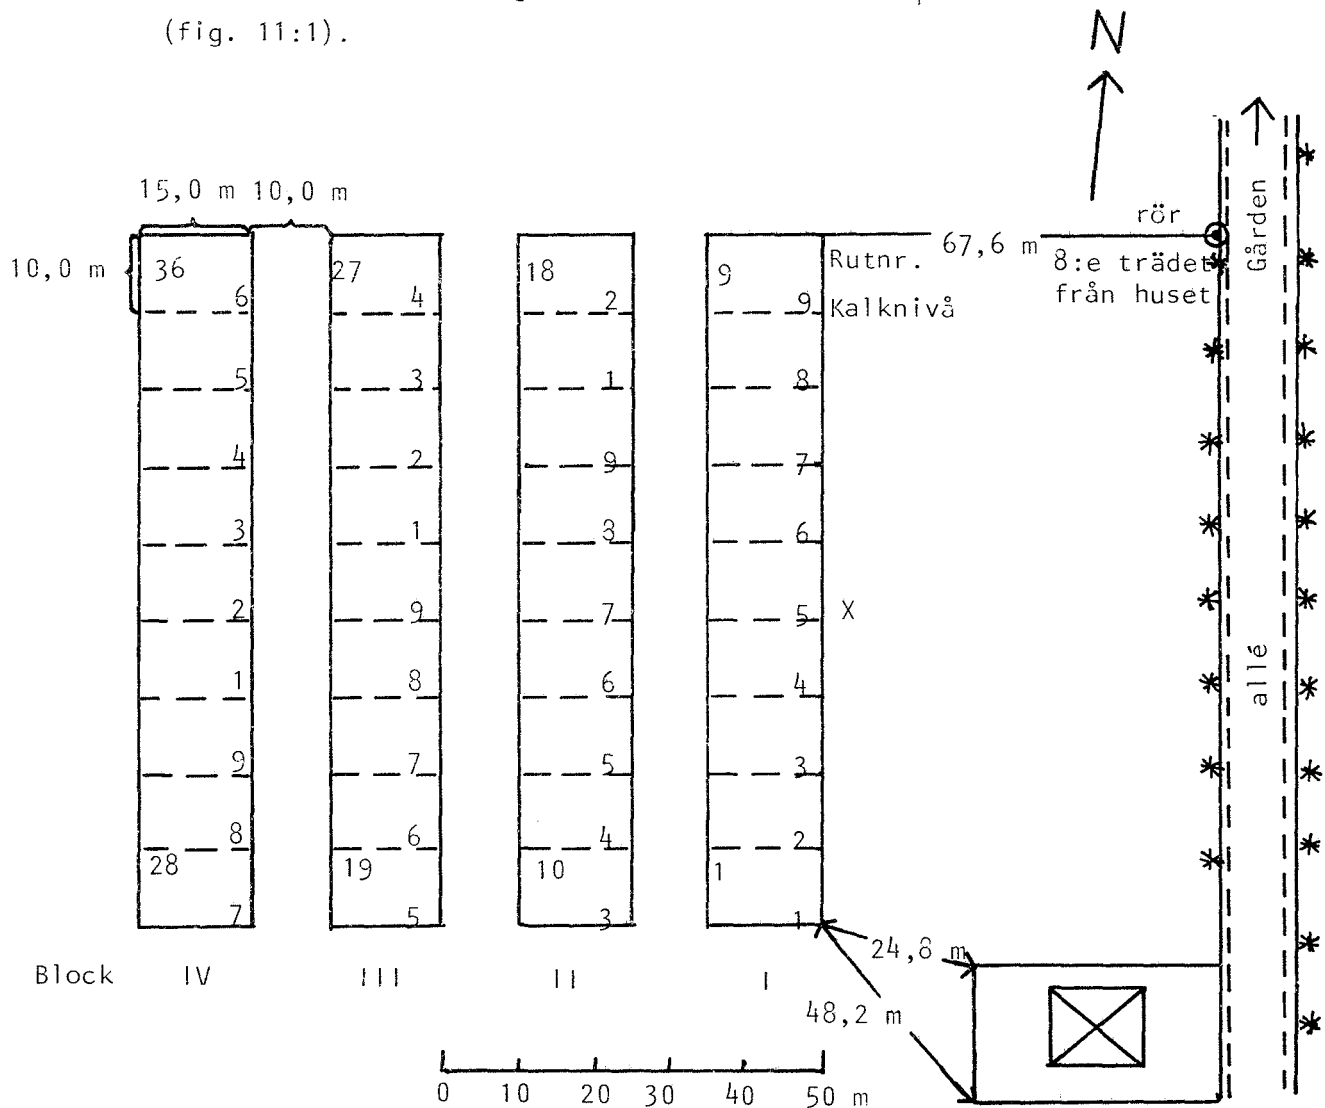 (fig. 11:1).
N
15,0 m 10,0 m
rör
Gården
10,0 m 36 27 18 9 Rutnr. 67,6 m 8:e trädet
från huset
6 4 2 9 Kalknivå
5 3 1 8
4 2 9 7
3 1 8 6
2 9 7 5 X
1 8 6 4
allé
9 7 5 3
8 6 4 2
28 19 10 1
7 5 3 1
24,8 m
Block IV III II I
48,2 m
0 10 20 30 40 50 m